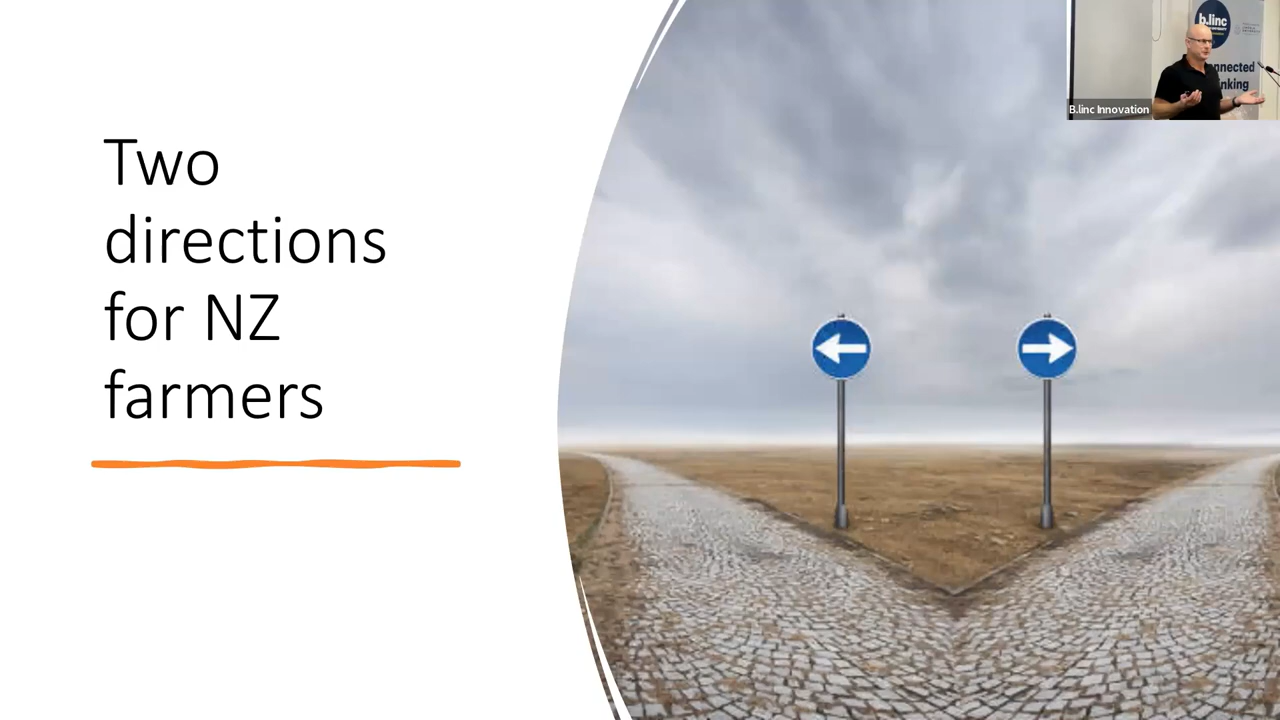 Two
directions
for NZ
farmers
b.linc
nnected
inking
B.linc Innovation